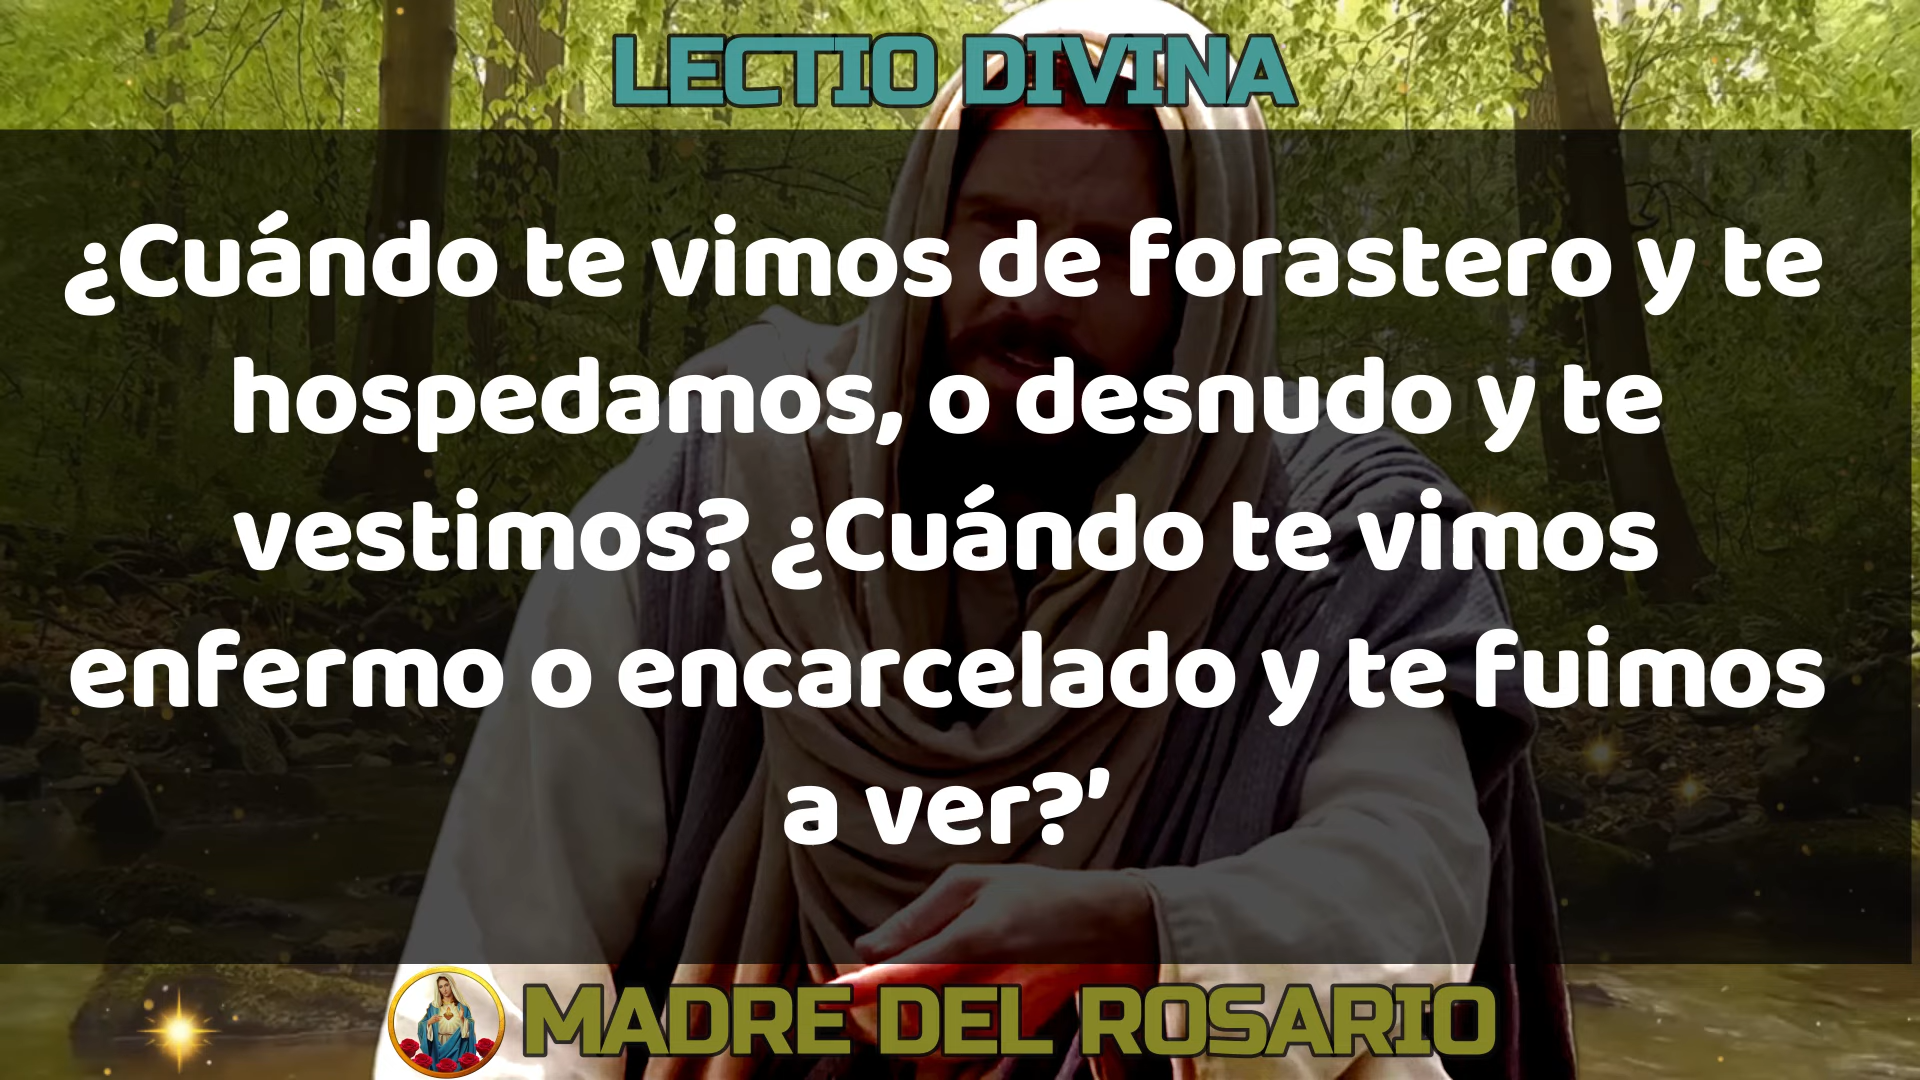 LECTIO DIVINA
¿Cuándo te vimos de forastero y te
hospedamos, o desnudo y te
vestimos? ¿Cuándo te vimos
enfermo o encarcelado y te fuimos
a ver?’
MADRE DEL ROSARIO